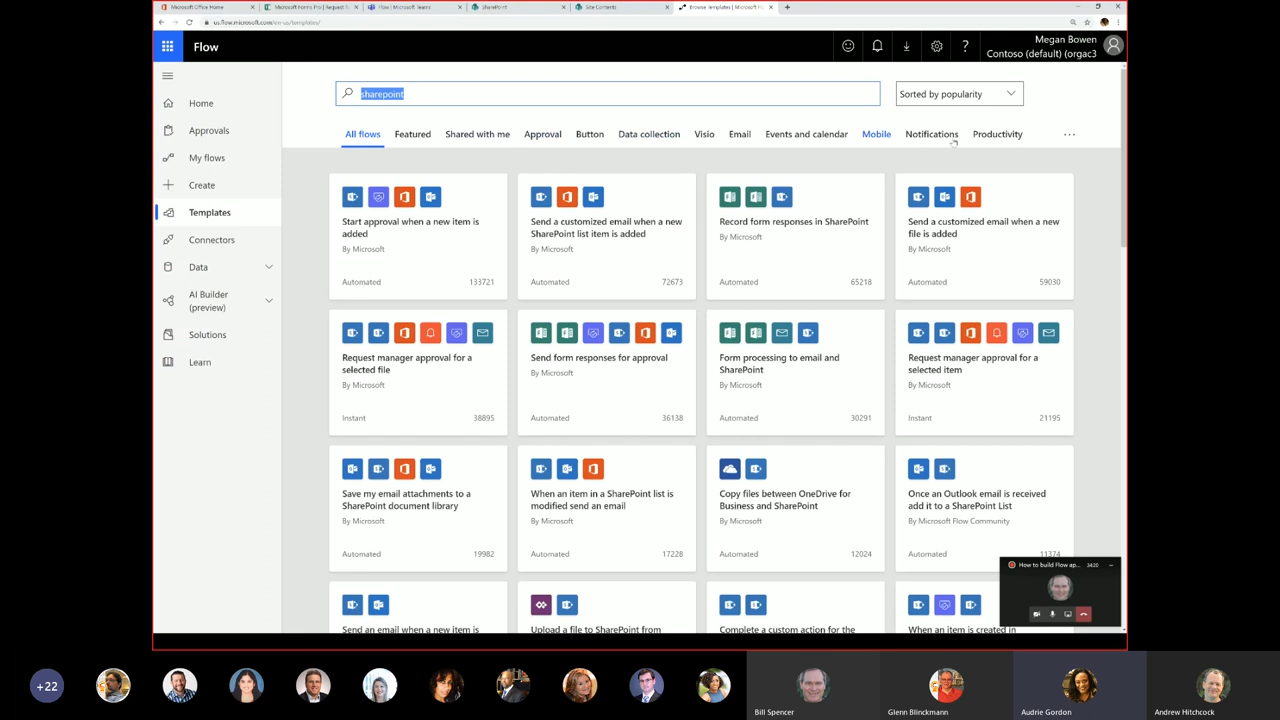 Microsoft Office Home
Microsoft Forms Pro | Request
Flow | Microsoft Teams
SharePoint
Site Contents
Browse Templates | Microsoft
us.flow.microsoft.com/en-us/templates/
Flow
Megan Bowen
Contoso (default) (orgac3
sharepoint
Sorted by popularity
All flows
Featured
Shared with me
Approval
Button
Data collection
Visio
Email
Events and calendar
Mobile
Notifications
Productivity
Home
Approvals
My flows
Create
Templates
Connectors
Data
AI Builder
(preview)
Solutions
Learn
Start approval when a new item is
added
By Microsoft
Automated 133721
Send a customized email when a new
SharePoint list item is added
By Microsoft
Automated 72673
Record form responses in SharePoint
By Microsoft
Automated 65218
Send a customized email when a new
file is added
By Microsoft
Automated 59030
Request manager approval for a
selected file
By Microsoft
Instant 38895
Send form responses for approval
By Microsoft
Automated 36138
Form processing to email and
SharePoint
By Microsoft
Automated 30291
Request manager approval for a
selected item
By Microsoft
Instant 21195
Save my email attachments to a
SharePoint document library
By Microsoft
Automated 19982
When an item in a SharePoint list is
modified send an email
By Microsoft
Automated 17228
Copy files between OneDrive for
Business and SharePoint
By Microsoft
Automated 12024
Once an Outlook email is received
add it to a SharePoint List
By Microsoft Flow Community
Automated 11374
Send an email when a new item is
Upload a file to SharePoint from
Complete a custom action for the
When an item is created in
How to build Flow ap... 34:20
+22
Bill Spencer
Glenn Blinckmann
Audrie Gordon
Andrew Hitchcock